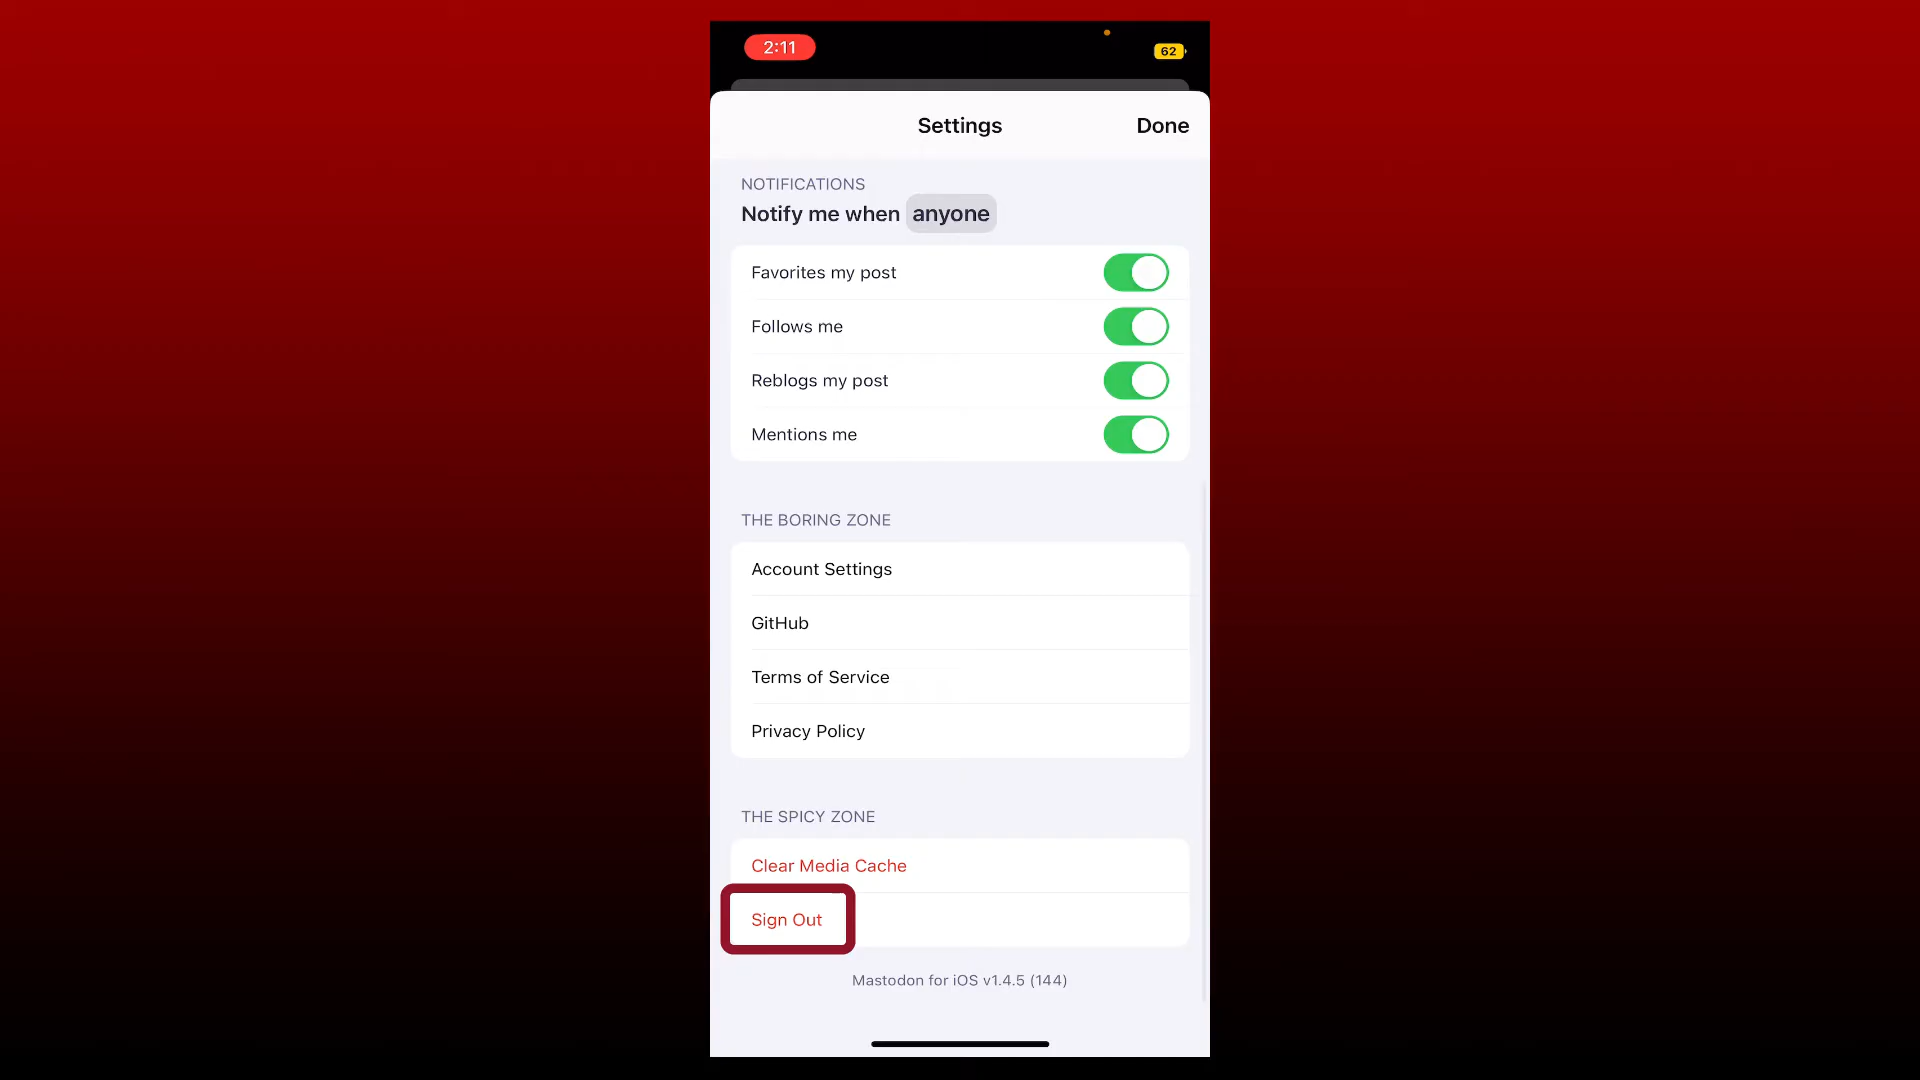 2:11
62
Settings
Done
NOTIFICATIONS
Notify me when anyone
Favorites my post
Follows me
Reblogs my post
Mentions me
THE BORING ZONE
Account Settings
GitHub
Terms of Service
Privacy Policy
THE SPICY ZONE
Clear Media Cache
Sign Out
Mastodon for iOS v1.4.5 (144)